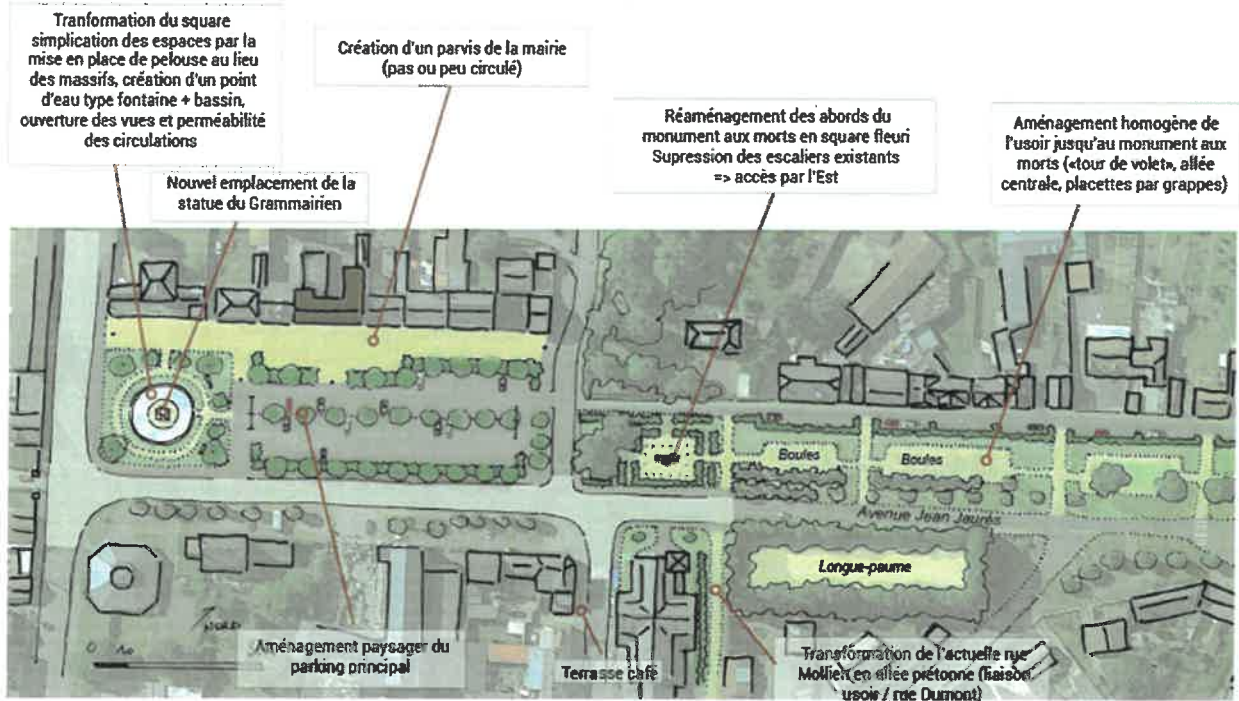 Tranformation du square
simplication des espaces par la
mise en place de pelouse au lieu
des massifs, création d'un point
d'eau type fontaine + bassin,
ouverture des vues et perméabilité
des circulations
Création d'un parvis de la mairie
(pas ou peu circulé)
Nouvel emplacement de la
statue du Grammairien
Réaménagement des abords du
monument aux morts en square fleuri
Supression des escaliers existants
=> accès par l'Est
Aménagement homogène de
l'usoir jusqu'au monument aux
morts («tour de volet», allée
centrale, placettes par grappes)
Boules
Boules
Avenue Jean Jaurès
Longue-paume
NORD
0 10
Aménagement paysager du
parking principal
Terrasse café
Transformation de l'actuelle rue
Mollien en allée piétonne (liaison
usoir / rue Dumont)